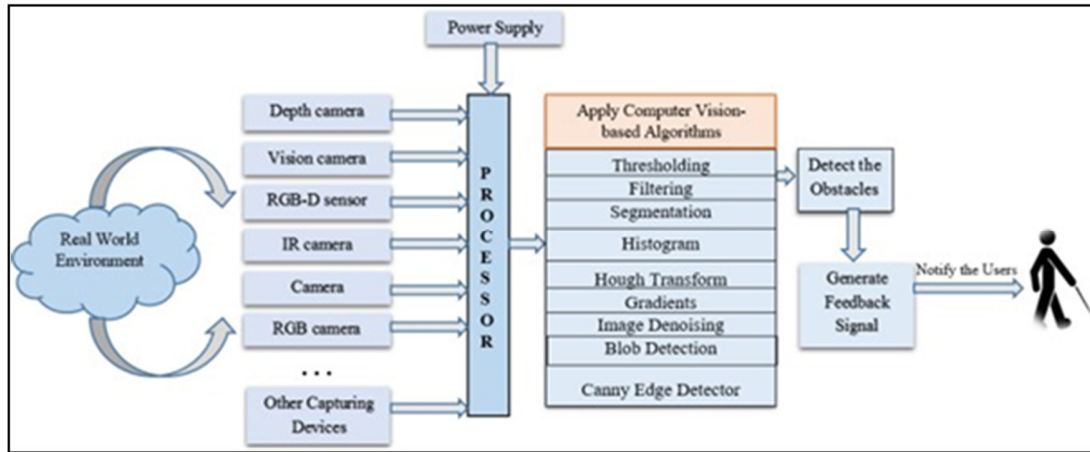 Power Supply
Depth camera
Vision camera
RGB-D sensor
IR camera
Camera
RGB camera
...
Other Capturing
Devices
Real World
Environment
PROCESSOR
Apply Computer Vision-
based Algorithms
Thresholding
Filtering
Segmentation
Histogram
Hough Transform
Gradients
Image Denoising
Blob Detection
Canny Edge Detector
Detect the
Obstacles
Generate
Feedback
Signal
Notify the Users